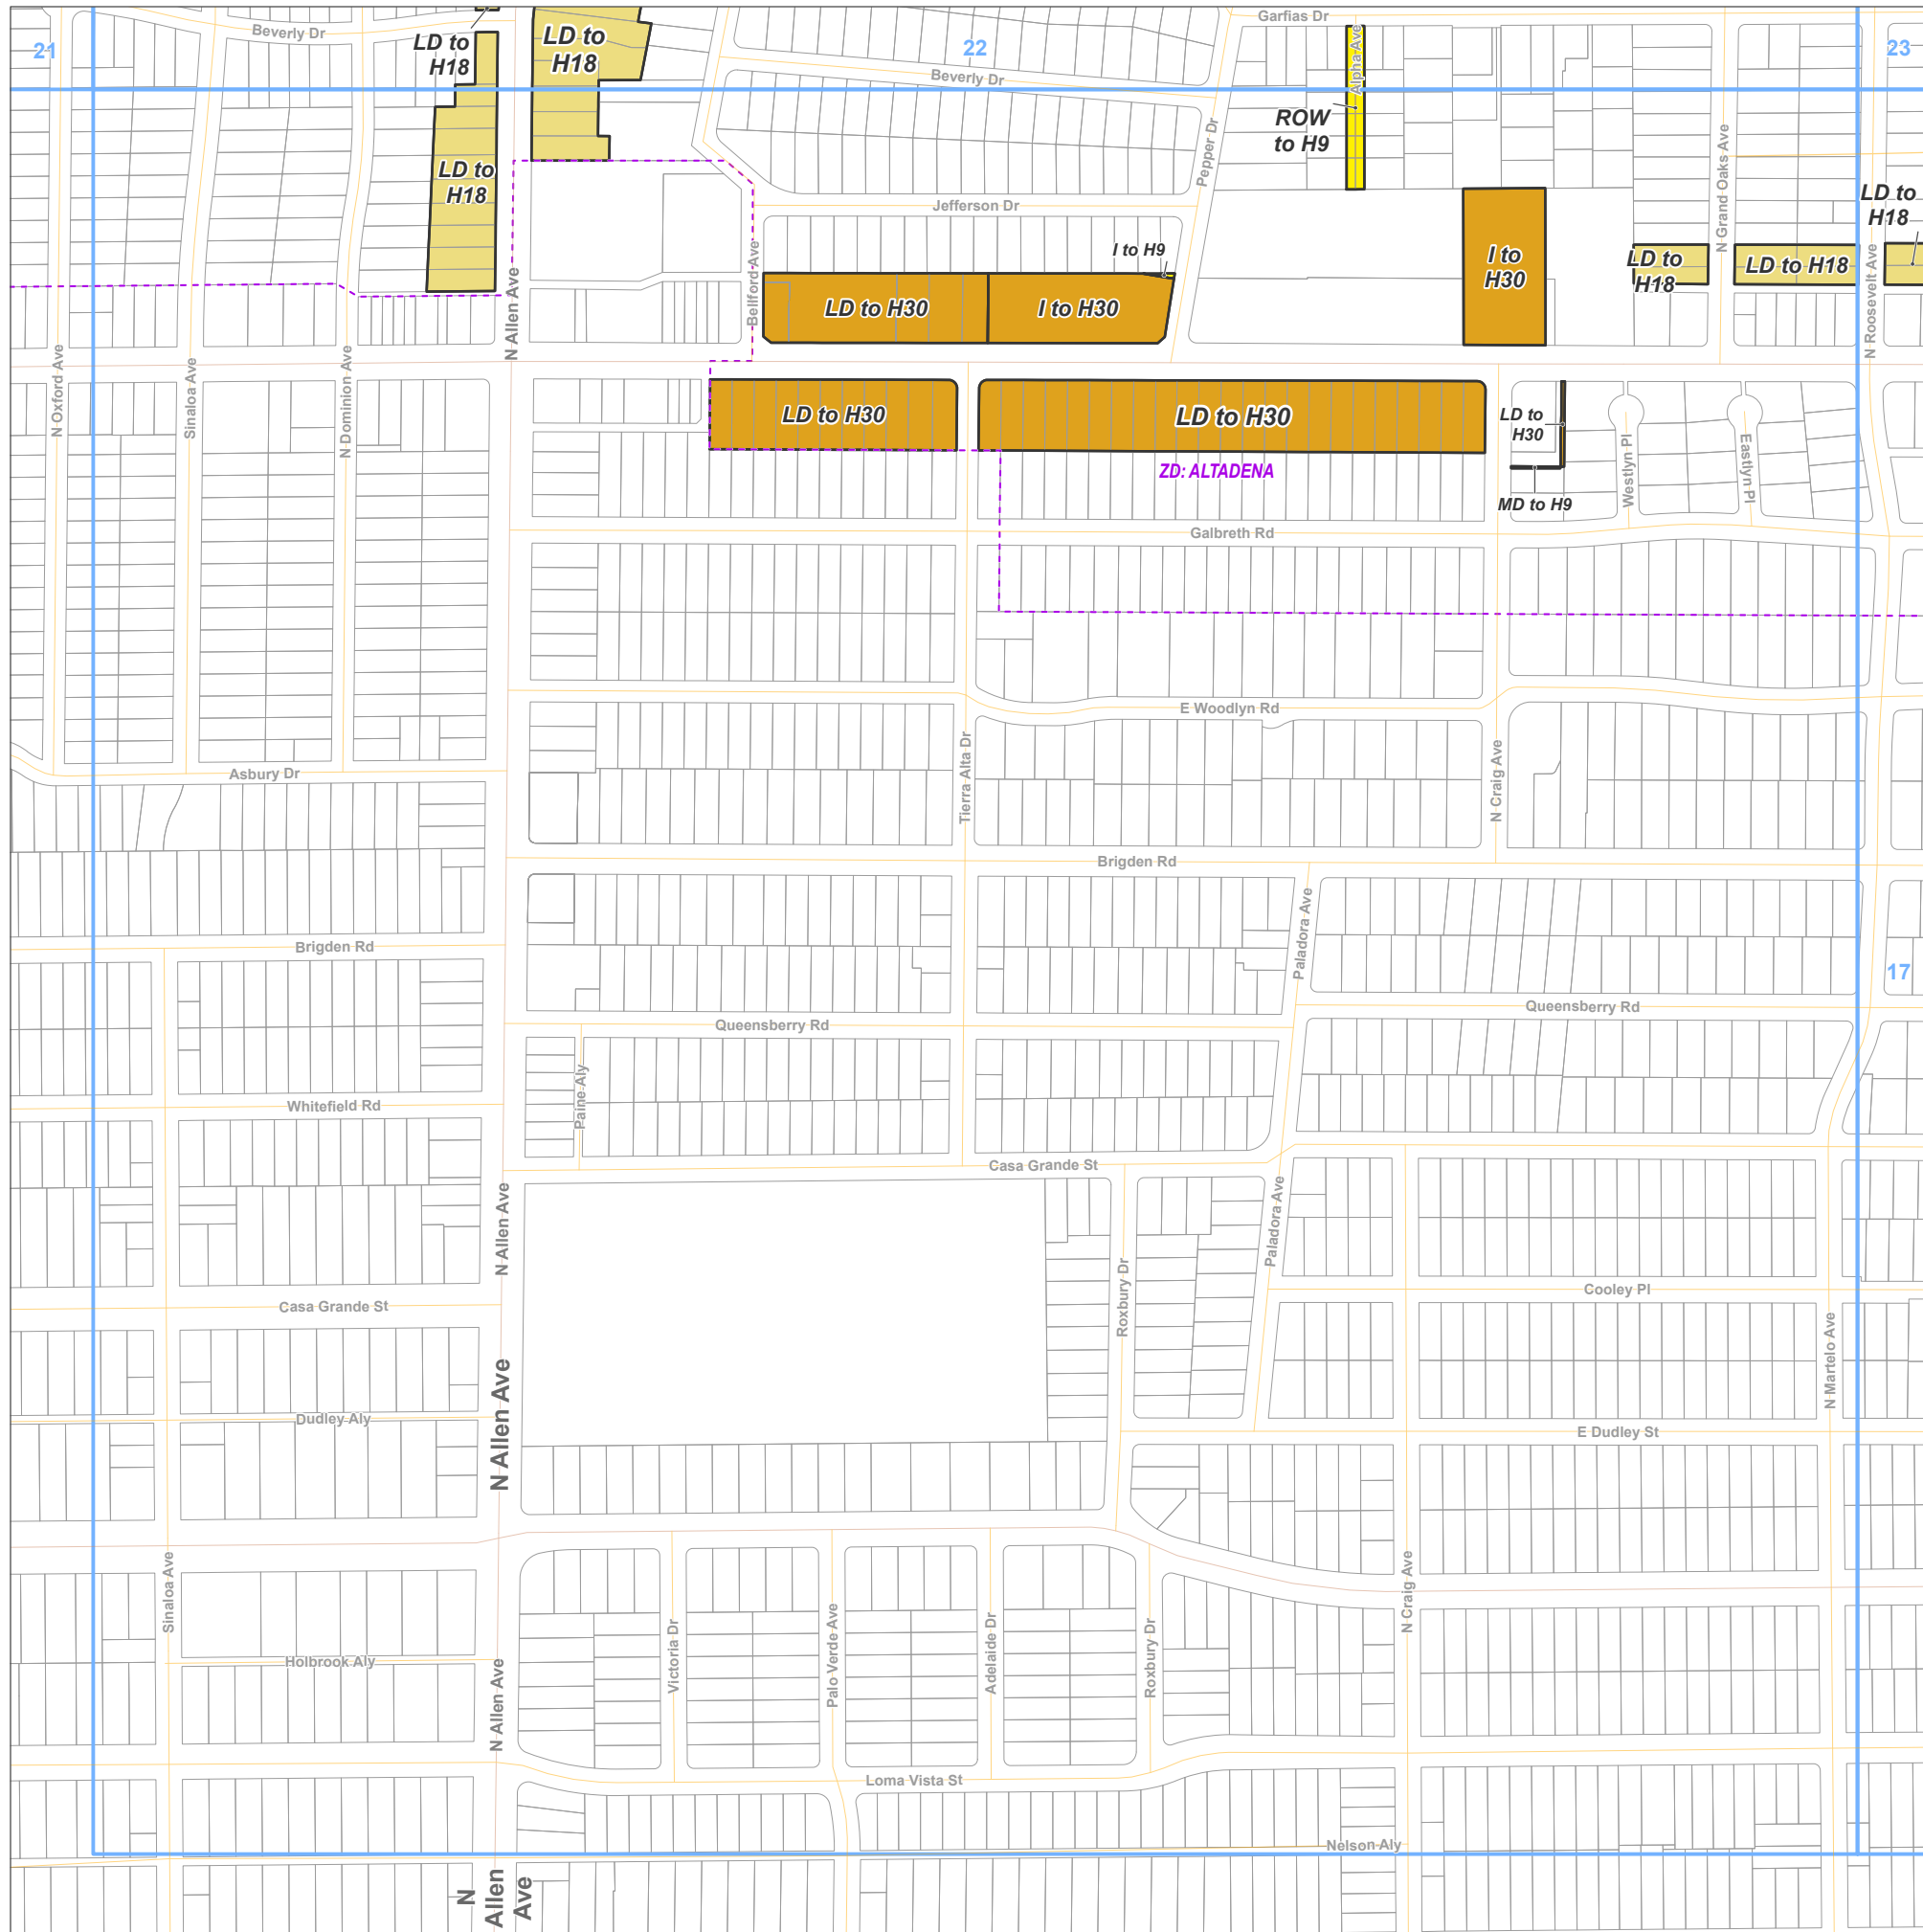 Garfias Dr
Beverly Dr
LD to
H18
LD to
H18
21
22
23
Beverly Dr
Alpha Ave
ROW
to H9
Pepper Dr
N Grand Oaks Ave
LD to
H18
LD to
H18
Jefferson Dr
Bellford Ave
I to H9
I to
H30
LD to
H18
LD to H18
N Roosevelt Ave
N Allen Ave
LD to H30
I to H30
N Oxford Ave
Sinaloa Ave
N Dominion Ave
LD to H30
LD to H30
LD to
H30
Westlyn Pl
Eastlyn Pl
ZD: ALTADENA
MD to H9
Galbreth Rd
E Woodlyn Rd
Tierra Alta Dr
N Craig Ave
Asbury Dr
Brigden Rd
Paladora Ave
Brigden Rd
17
Queensberry Rd
Queensberry Rd
Paine Aly
Whitefield Rd
Casa Grande St
N Allen Ave
Paladora Ave
Roxbury Dr
Cooley Pl
Casa Grande St
N Martelo Ave
N Allen Ave
Dudley Aly
E Dudley St
Sinaloa Ave
N Craig Ave
Victoria Dr
Palo Verde Ave
Adelaide Dr
Roxbury Dr
Holbrook Aly
N Allen Ave
Loma Vista St
Nelson Aly
N
Allen
Ave